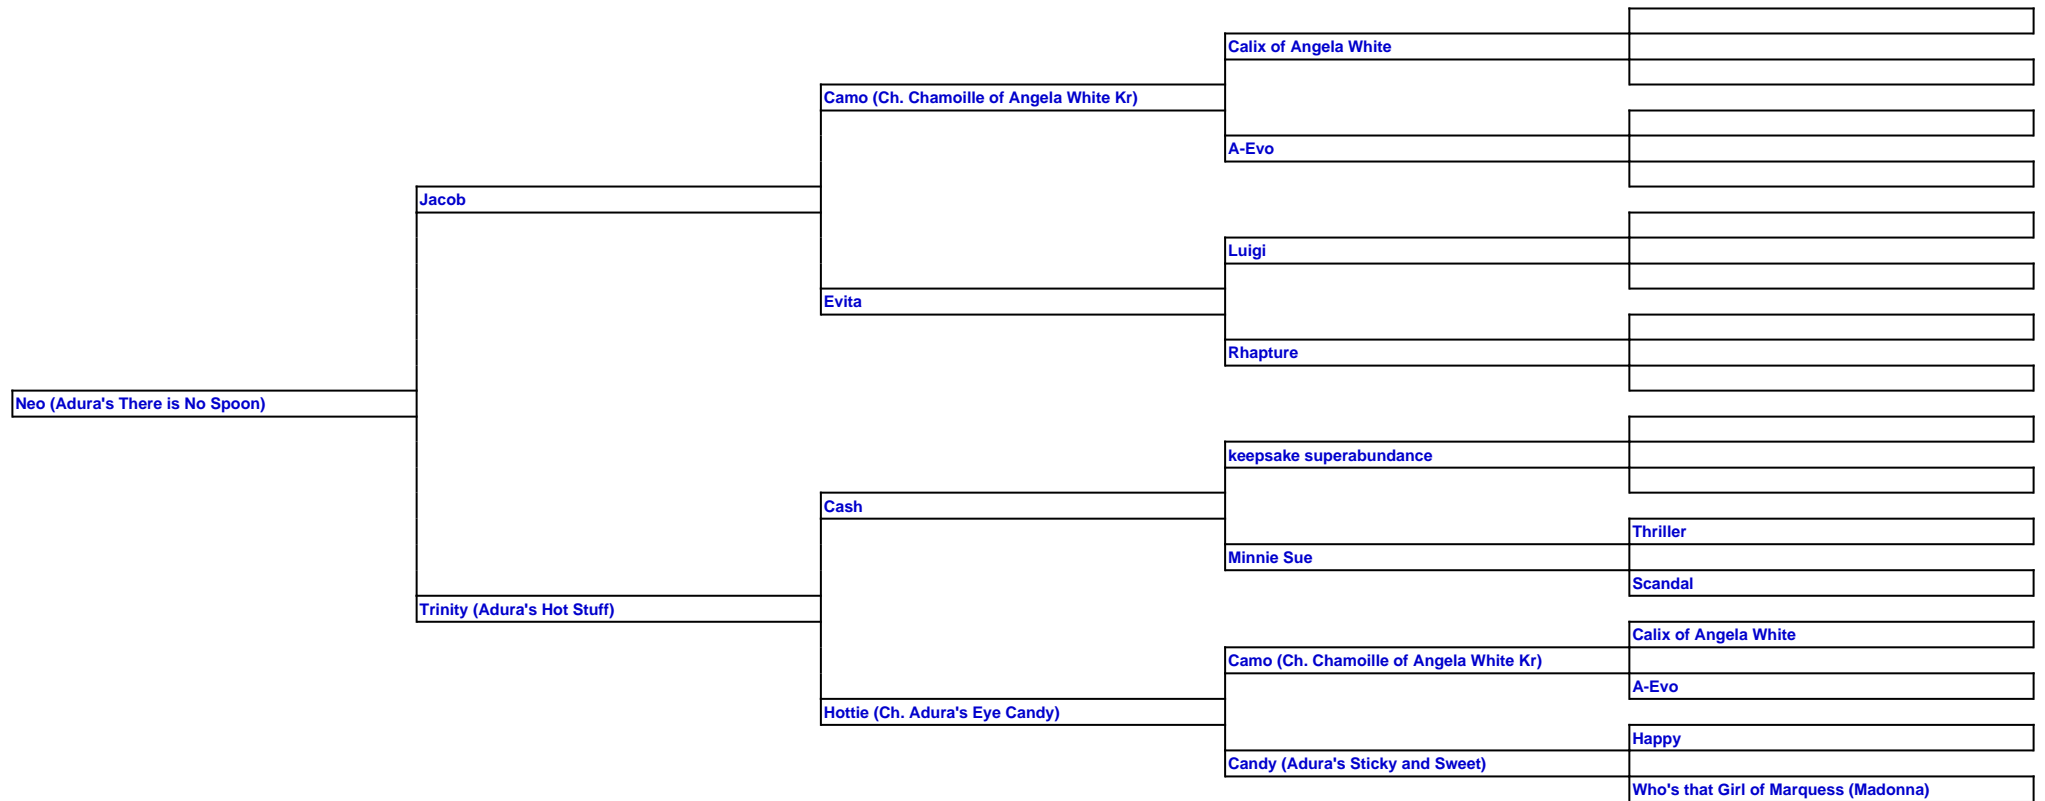 Calix of Angela White
Camo (Ch. Chamoille of Angela White Kr)
A-Evo
Jacob
Luigi
Evita
Rhapture
Neo (Adura's There is No Spoon)
keepsake superabundance
Cash
Thriller
Minnie Sue
Scandal
Trinity (Adura's Hot Stuff)
Calix of Angela White
Camo (Ch. Chamoille of Angela White Kr)
A-Evo
Hottie (Ch. Adura's Eye Candy)
Happy
Candy (Adura's Sticky and Sweet)
Who's that Girl of Marquess (Madonna)